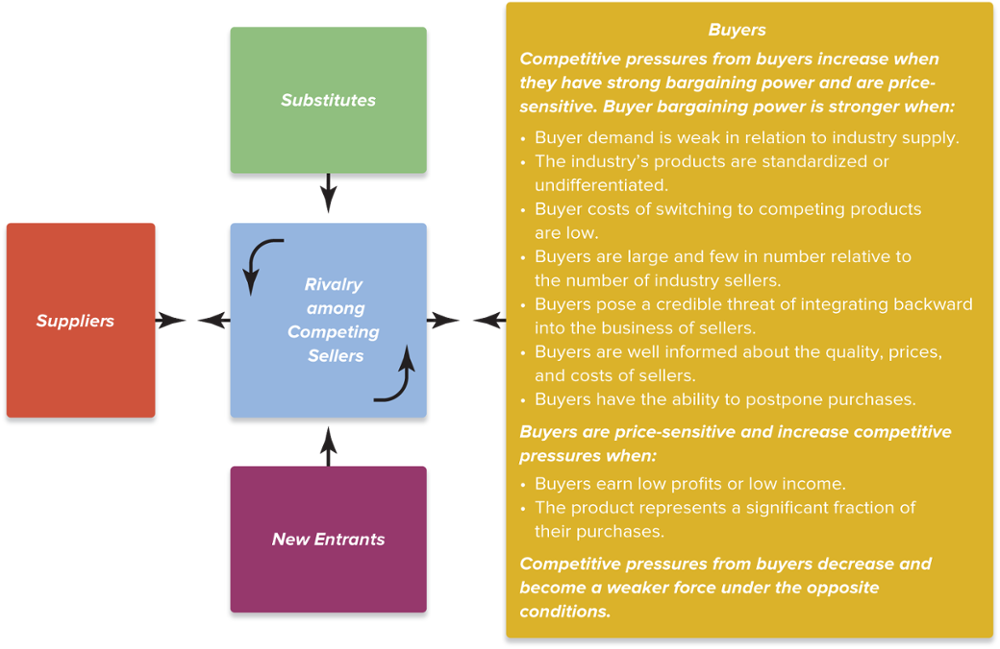 Substitutes
Suppliers
Rivalry
among
Competing
Sellers
New Entrants
Buyers
Competitive pressures from buyers increase when
they have strong bargaining power and are price-
sensitive. Buyer bargaining power is stronger when:
• Buyer demand is weak in relation to industry supply.
• The industry's products are standardized or
undifferentiated.
• Buyer costs of switching to competing products
are low.
• Buyers are large and few in number relative to
the number of industry sellers.
• Buyers pose a credible threat of integrating backward
into the business of sellers.
• Buyers are well informed about the quality, prices,
and costs of sellers.
• Buyers have the ability to postpone purchases.
Buyers are price-sensitive and increase competitive
pressures when:
• Buyers earn low profits or low income.
• The product represents a significant fraction of
their purchases.
Competitive pressures from buyers decrease and
become a weaker force under the opposite
conditions.